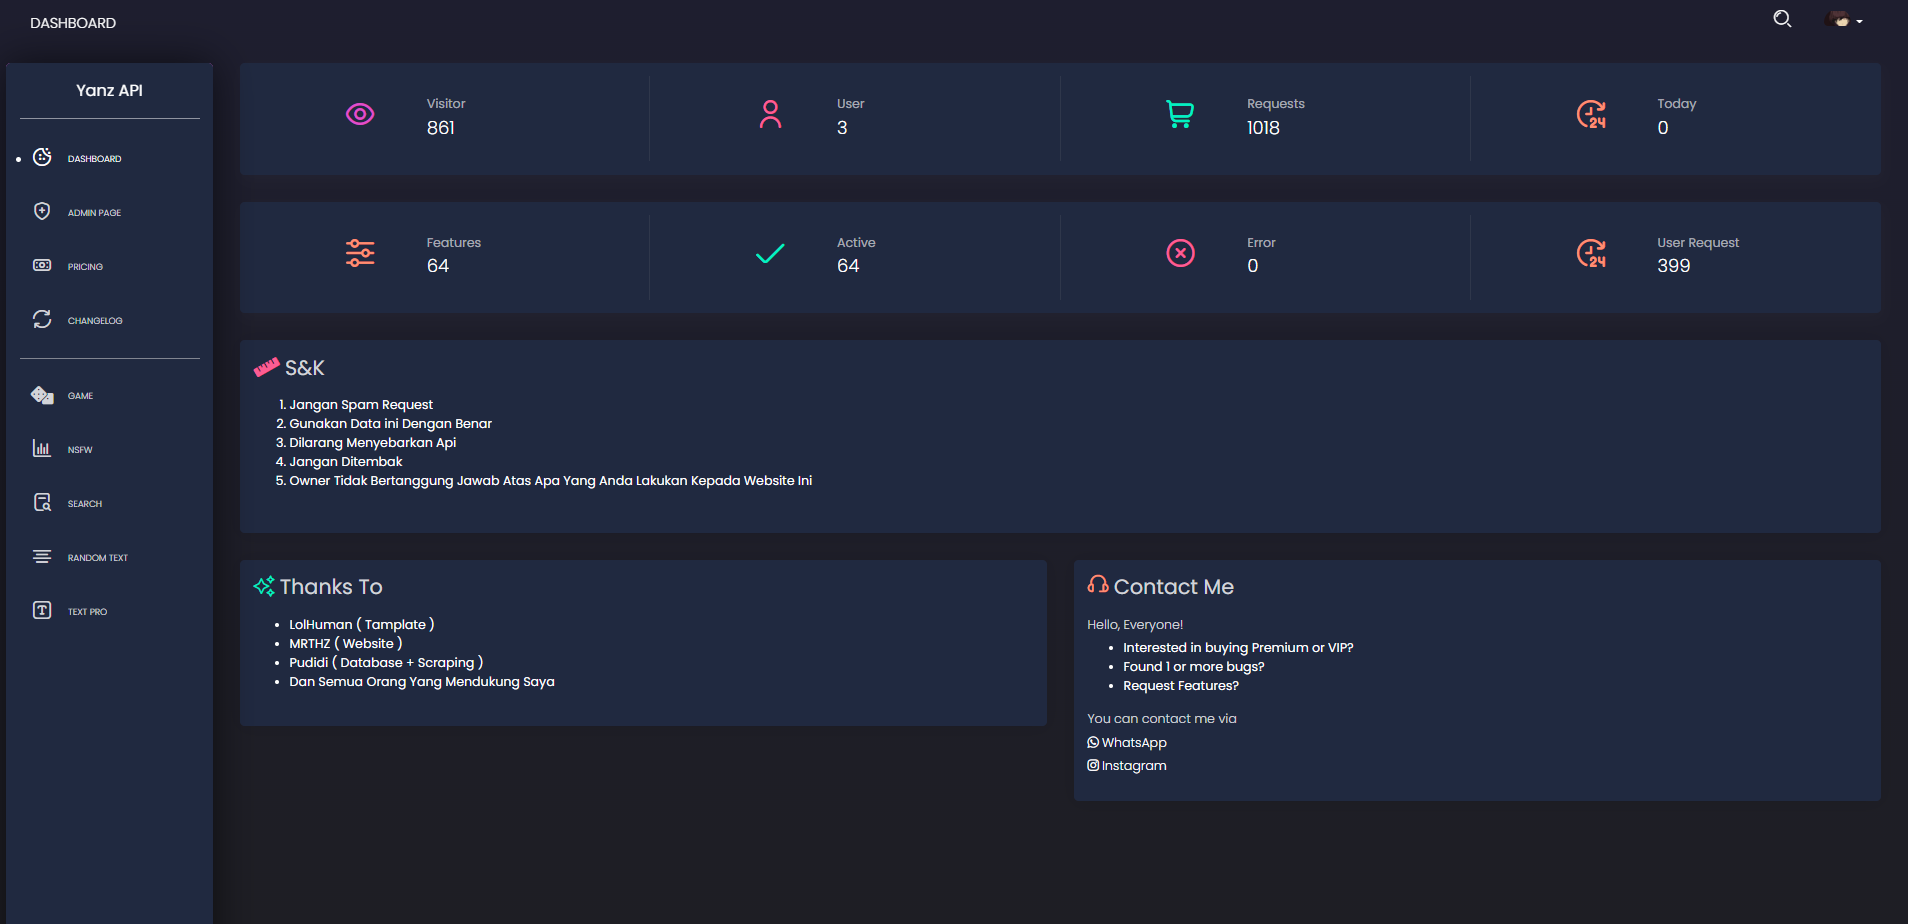 DASHBOARD
Yanz API
DASHBOARD
ADMIN PAGE
PRICING
CHANGELOG
GAME
NSFW
SEARCH
RANDOM TEXT
TEXT PRO
Visitor
861
User
3
Requests
1018
24
Today
0
Features
64
Active
64
Error
0
24
User Request
399
S&K
1. Jangan Spam Request
2. Gunakan Data ini Dengan Benar
3. Dilarang Menyebarkan Api
4. Jangan Ditembak
5. Owner Tidak Bertanggung Jawab Atas Apa Yang Anda Lakukan Kepada Website Ini
Thanks To
• LolHuman ( Tamplate )
• MRTHZ ( Website )
• Pudidi ( Database + Scraping )
• Dan Semua Orang Yang Mendukung Saya
Contact Me
Hello, Everyone!
• Interested in buying Premium or VIP?
• Found 1 or more bugs?
• Request Features?
You can contact me via
WhatsApp
Instagram